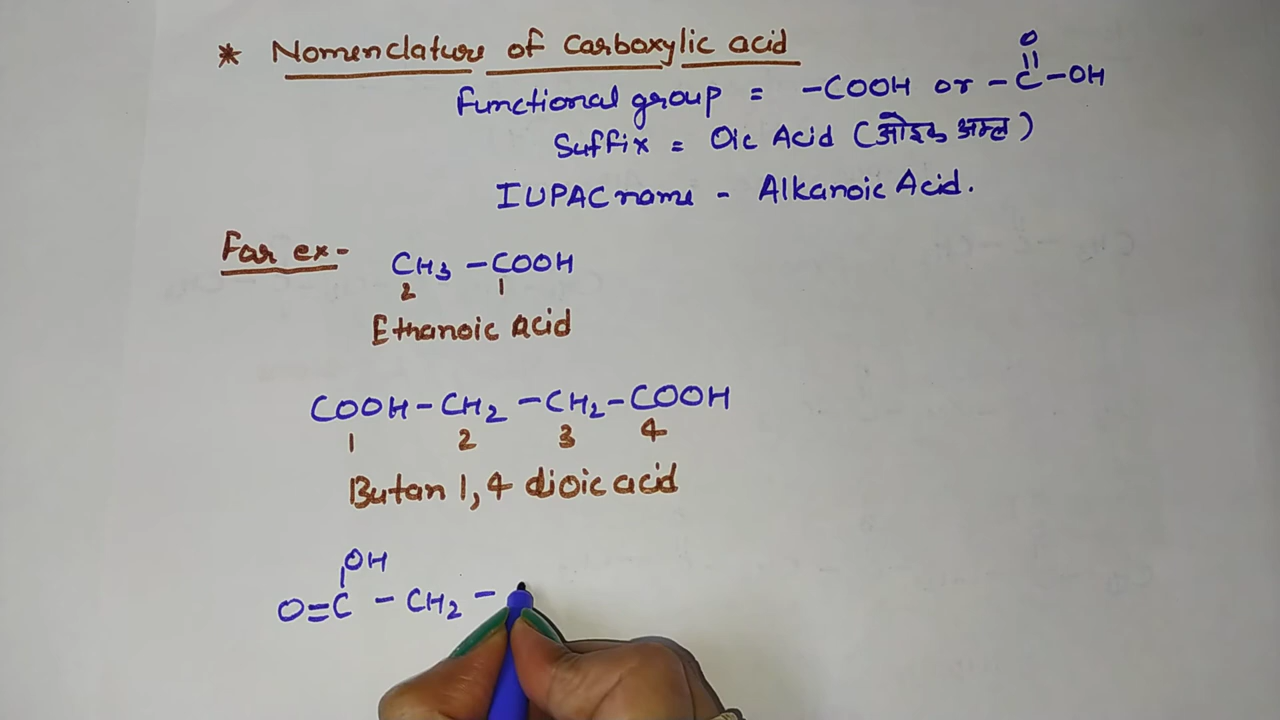 * Nomenclature of Carboxylic acid
O
||
Functional group = -COOH or -C-OH
Suffix = Oic Acid (ओइक अम्ल)
IUPAC name - Alkanoic Acid.
For ex-
CH3 -COOH
2 1
Ethanoic Acid
COOH-CH2 -CH2-COOH
1 2 3 4
Butan 1,4 dioic acid
OH
|
O=C - CH2 -